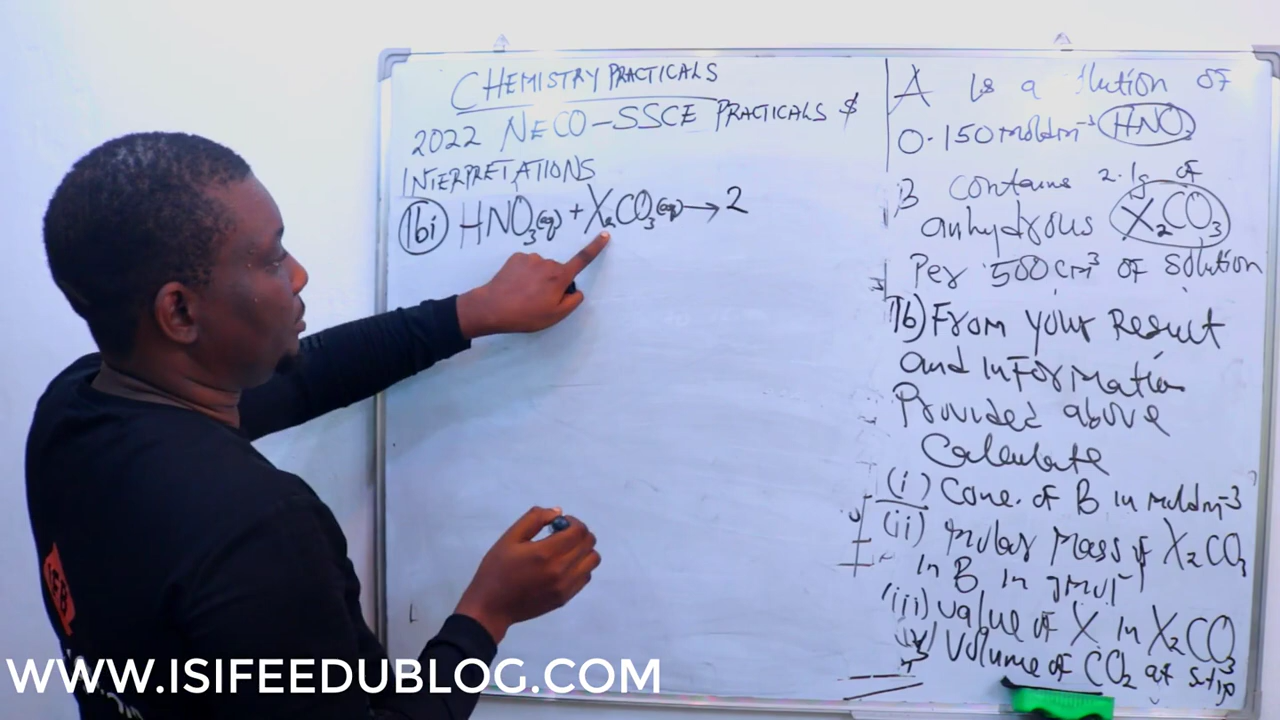 CHEMISTRY PRACTICALS
2022 NECO-SSCE PRACTICALS $
INTERPRETATIONS
1bi) HNO₃(aq) + X₂CO₃(aq) → 2
A is a lution of
0.150moldm⁻³ HNO₃
B contains 2.1g of
anhydrous X₂CO₃
Per 500cm³ of solution
1b) From your Result
and information
Provided above
Calculate
(i) Conc. of B in moldm⁻³
(ii) molar mass of X₂CO₃
in B in gmol⁻¹
(iii) value of X in X₂CO₃
Volume of CO₂ at s.t.p
WWW.ISIFEEDUBLOG.COM